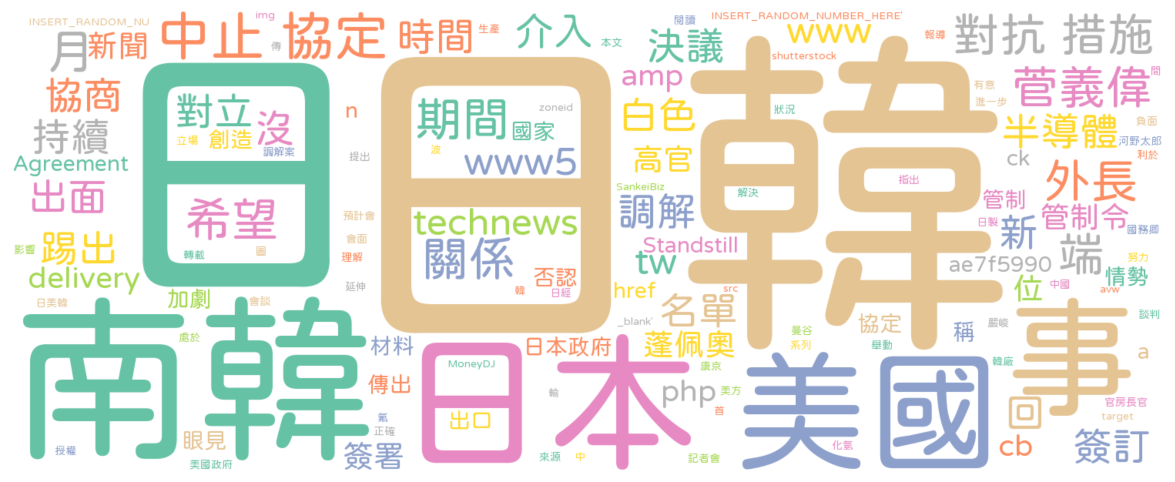 INSERT_RANDOM_NU
img
傳
生產
本文
閱讀
INSERT_RANDOM_NUMBER_HERE'
報導
月
新聞
中止
協定
時間
介入
決議
www
shutterstock
對抗
措施
協商
amp
有意
菅義偉
間
日
對立
沒
立場
創造
調解案
n
日
期間
zoneid
國家
波
www5
白色
狀況
韓
進一步
負面
半導體
河野太郎
持續
提出
高官
ck
利於
Agreement
出面
希望
預計會
technews
SankeiBiz
調解
解決
指出
外長
管制
管制令
日製
新
國務卿
踢出
影響
轉載
圖
會面
理解
關係
否認
日經
韓
Standstill
tw
端
努力
情勢
delivery
延伸
href
src
ae7f5990
中國
位
avw
日美韓
加劇
會談
_blank'
名單
曼谷
協定
嚴峻
談判
南韓
處於
材料
日本政府
蓬佩奧
系列
舉動
稱
韓廠
事
a
MoneyDJ
康京
傳出
日本
輸
php
美方
美國
回
官房長官
出口
首
氟
正確
target
授權
眼見
美國政府
簽署
來源
中
記者會
化氫
cb
簽訂